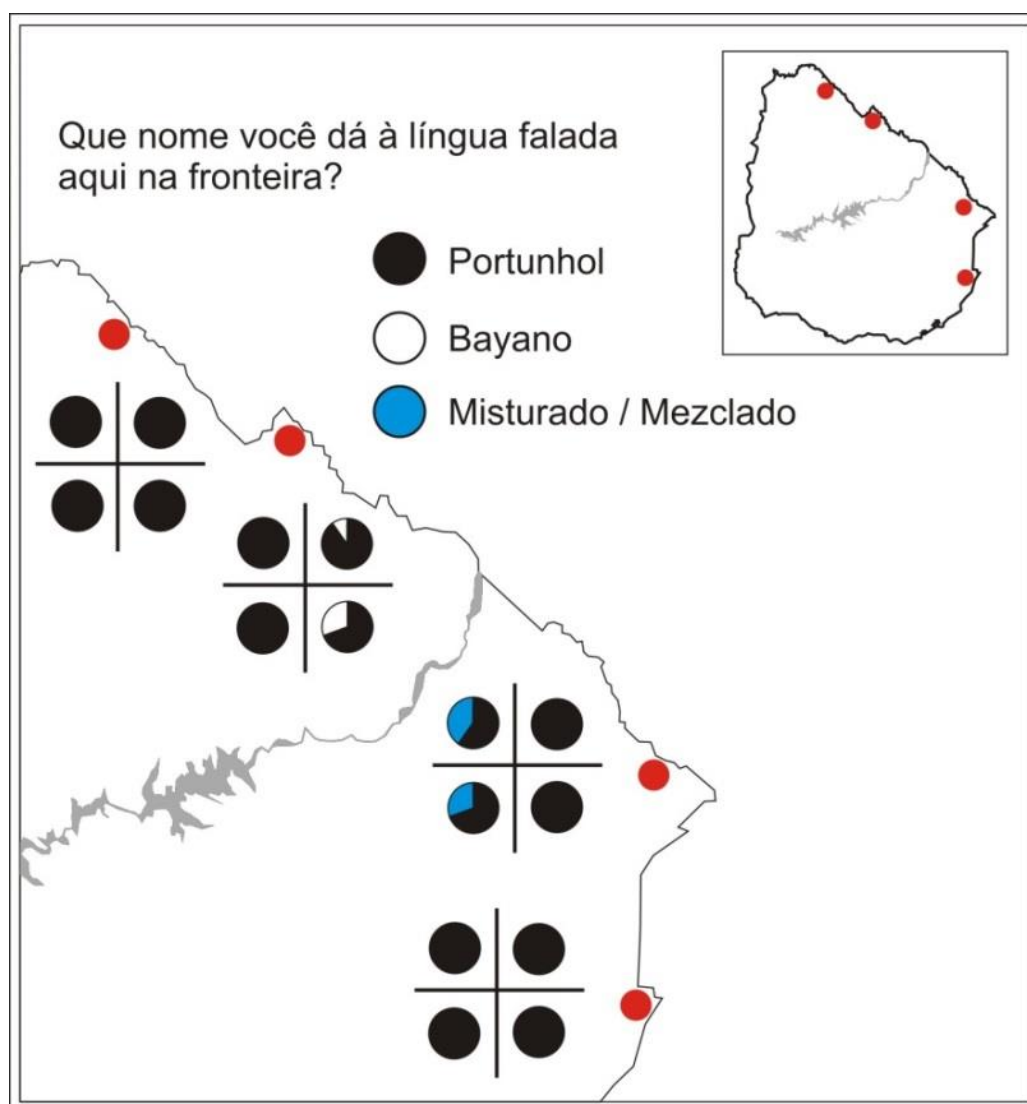 Que nome você dá à língua falada
aqui na fronteira?
Portunhol
Bayano
Misturado / Mezclado